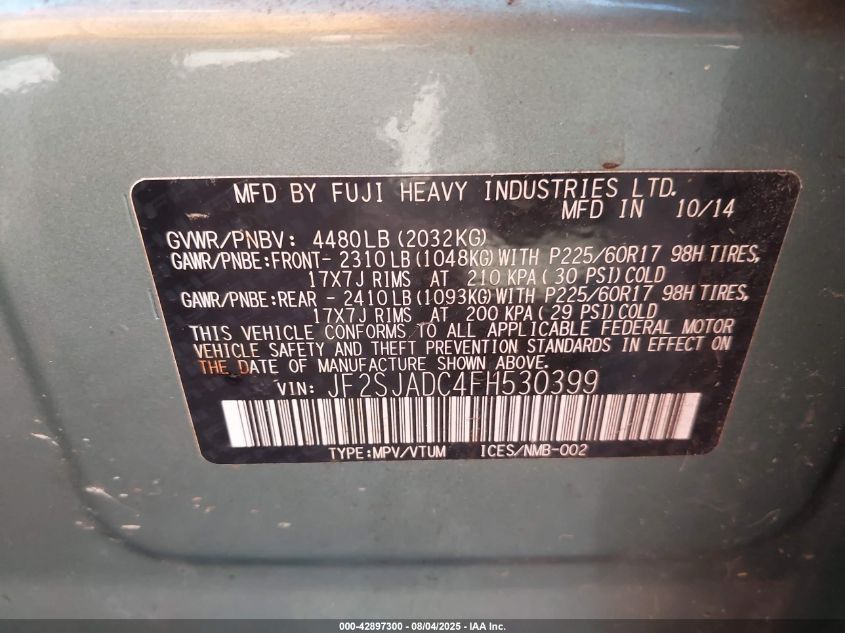 MFD BY FUJI HEAVY INDUSTRIES LTD.
MFD IN 10/14
GVWR/PNBV: 4480LB (2032KG)
GAWR/PNBE:FRONT- 2310LB (1048KG) WITH P225/60R17 98H TIRES,
17X7J RIMS AT 210 KPA ( 30 PSI) COLD
GAWR/PNBE:REAR - 2410LB (1093KG) WITH P225/60R17 98H TIRES,
17X7J RIMS AT 200 KPA ( 29 PSI) COLD
THIS VEHICLE CONFORMS TO ALL APPLICABLE FEDERAL MOTOR
VEHICLE SAFETY AND THEFT PREVENTION STANDARDS IN EFFECT ON
THE DATE OF MANUFACTURE SHOWN ABOVE.
VIN: JF2SJADC4FH530399
TYPE:MPV/VTUM ICES/NMB-002
000-42897300 - 08/04/2025 - IAA Inc.